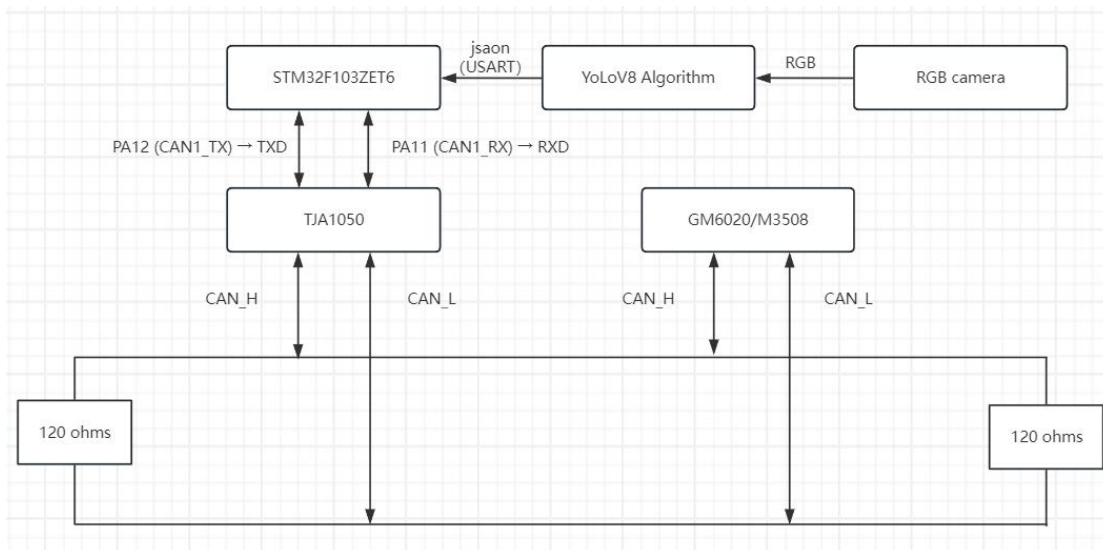 jsaon
(USART)
STM32F103ZET6
YoLoV8 Algorithm
RGB
RGB camera
PA12 (CAN1_TX) → TXD
PA11 (CAN1_RX) → RXD
TJA1050
GM6020/M3508
CAN_H
CAN_L
CAN_H
CAN_L
120 ohms
120 ohms